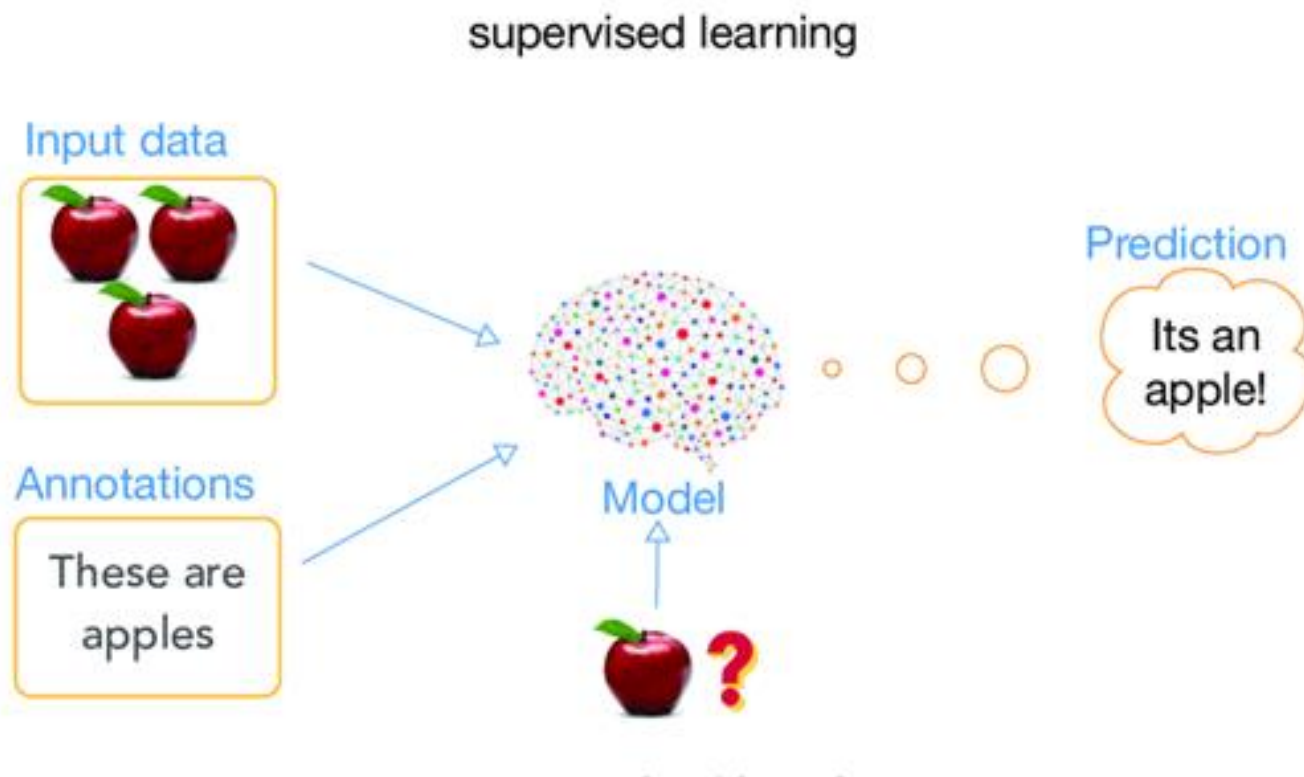 supervised learning
Input data
Annotations
These are
apples
Model
?
Prediction
Its an
apple!